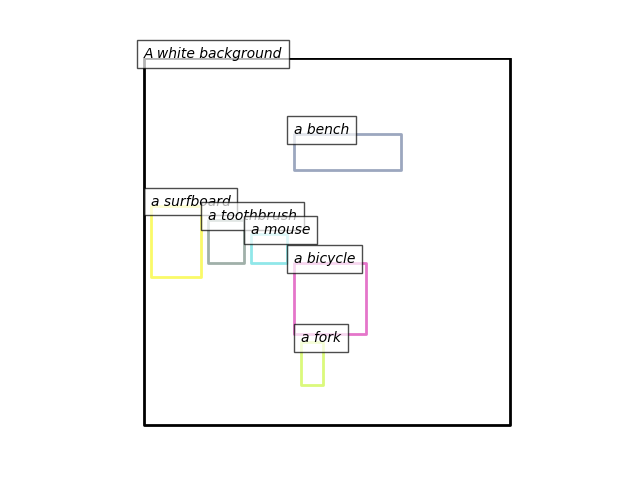 A white background
a bench
a surfboard
a toothbrush
a mouse
a bicycle
a fork